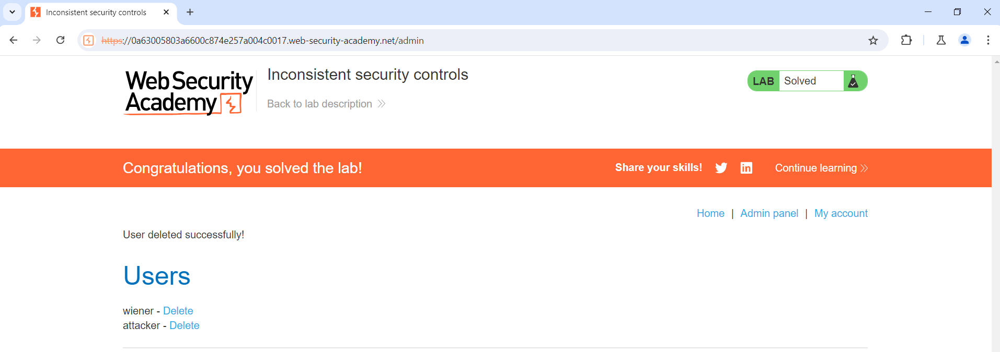 Inconsistent security controls
https://0a63005803a6600c874e257a004c0017.web-security-academy.net/admin
Web Security
Academy
Inconsistent security controls
Back to lab description
LAB Solved
Congratulations, you solved the lab!
Share your skills!
Continue learning
Home | Admin panel | My account
User deleted successfully!
Users
wiener - Delete
attacker - Delete